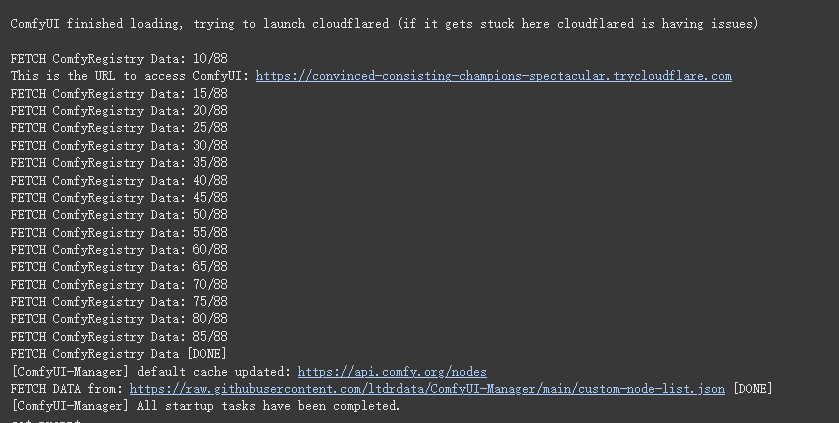 ComfyUI finished loading, trying to launch cloudflared (if it gets stuck here cloudflared is having issues)
FETCH ComfyRegistry Data: 10/88
This is the URL to access ComfyUI: https://convinced-consisting-champions-spectacular.trycloudflare.com
FETCH ComfyRegistry Data: 15/88
FETCH ComfyRegistry Data: 20/88
FETCH ComfyRegistry Data: 25/88
FETCH ComfyRegistry Data: 30/88
FETCH ComfyRegistry Data: 35/88
FETCH ComfyRegistry Data: 40/88
FETCH ComfyRegistry Data: 45/88
FETCH ComfyRegistry Data: 50/88
FETCH ComfyRegistry Data: 55/88
FETCH ComfyRegistry Data: 60/88
FETCH ComfyRegistry Data: 65/88
FETCH ComfyRegistry Data: 70/88
FETCH ComfyRegistry Data: 75/88
FETCH ComfyRegistry Data: 80/88
FETCH ComfyRegistry Data: 85/88
FETCH ComfyRegistry Data [DONE]
[ComfyUI-Manager] default cache updated: https://api.comfy.org/nodes
FETCH DATA from: https://raw.githubusercontent.com/ltdrdata/ComfyUI-Manager/main/custom-node-list.json [DONE]
[ComfyUI-Manager] All startup tasks have been completed.